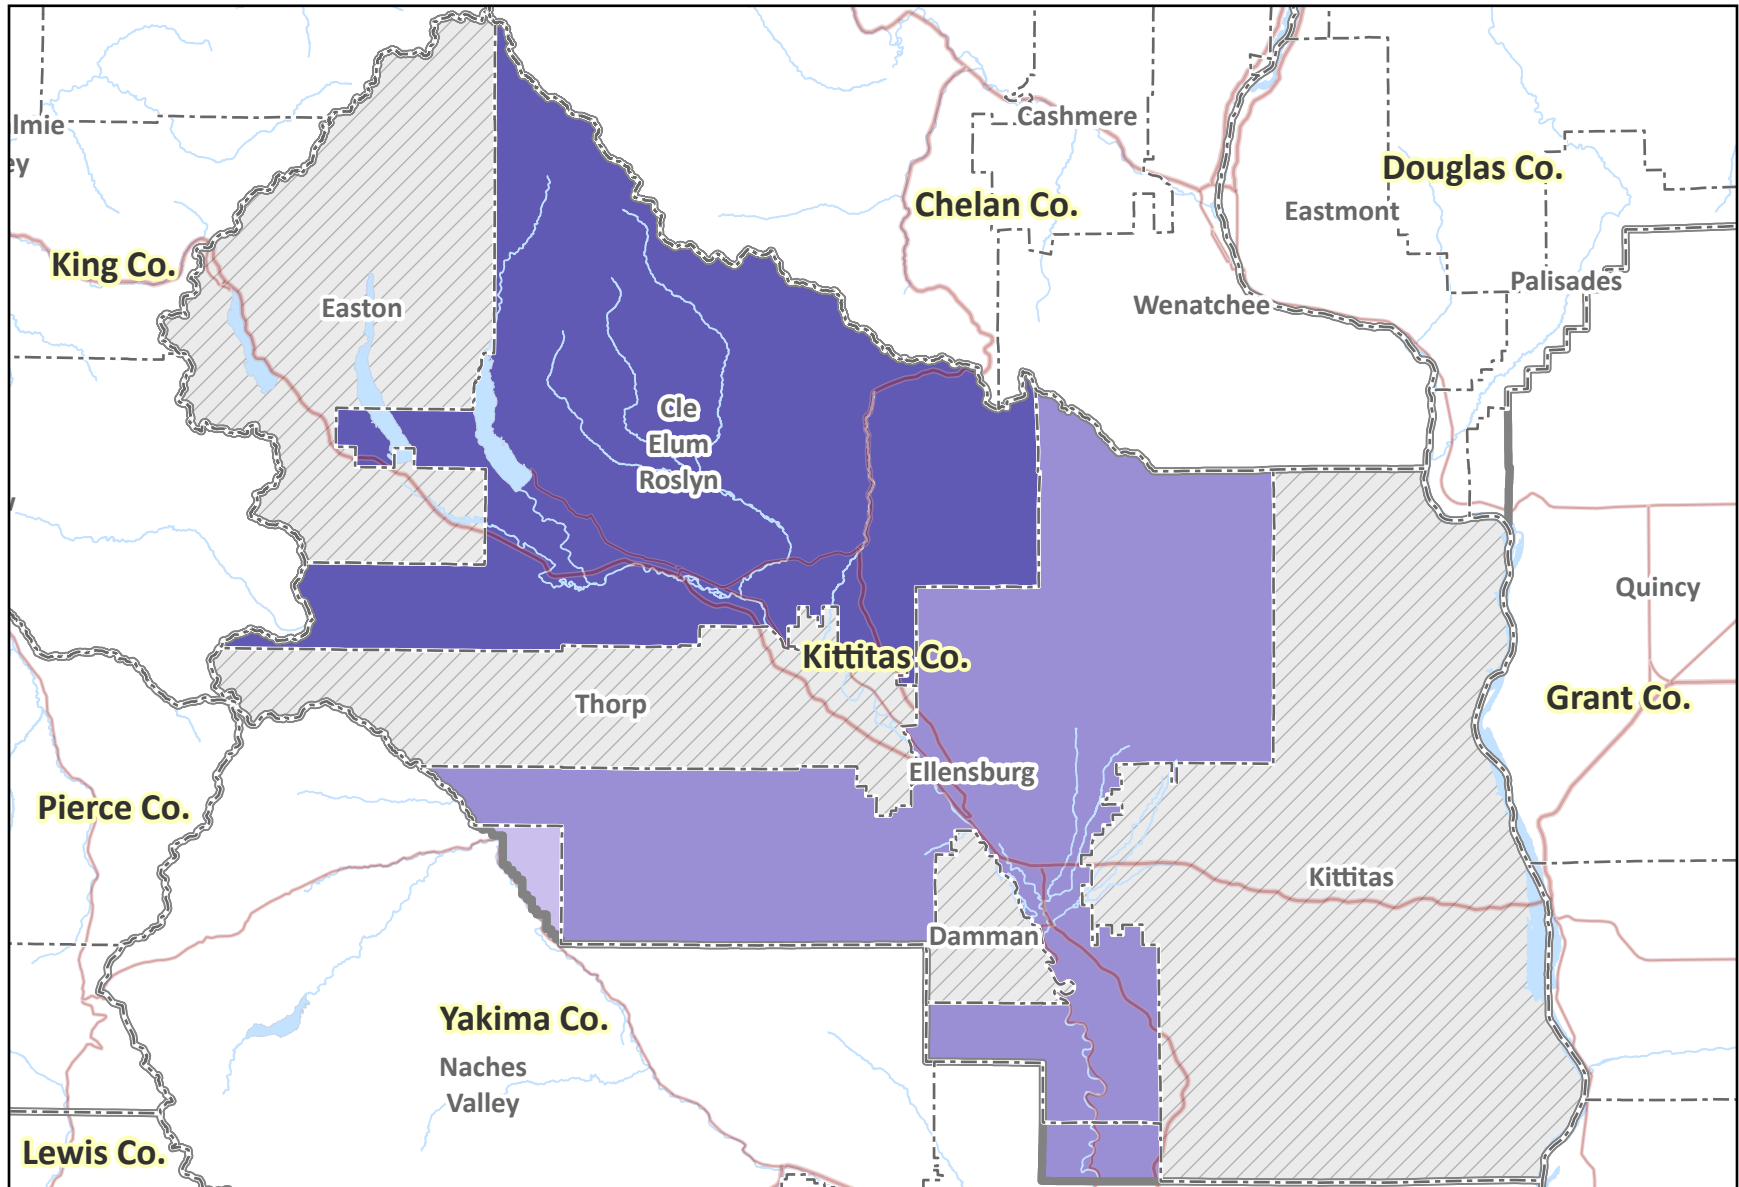 Cashmere
lmie
ey
Douglas Co.
Chelan Co.
Eastmont
King Co.
Palisades
Easton
Wenatchee
Cle
Elum
Roslyn
Quincy
Kittitas Co.
Thorp
Grant Co.
Ellensburg
Pierce Co.
Kittitas
Damman
Yakima Co.
Naches
Valley
Lewis Co.